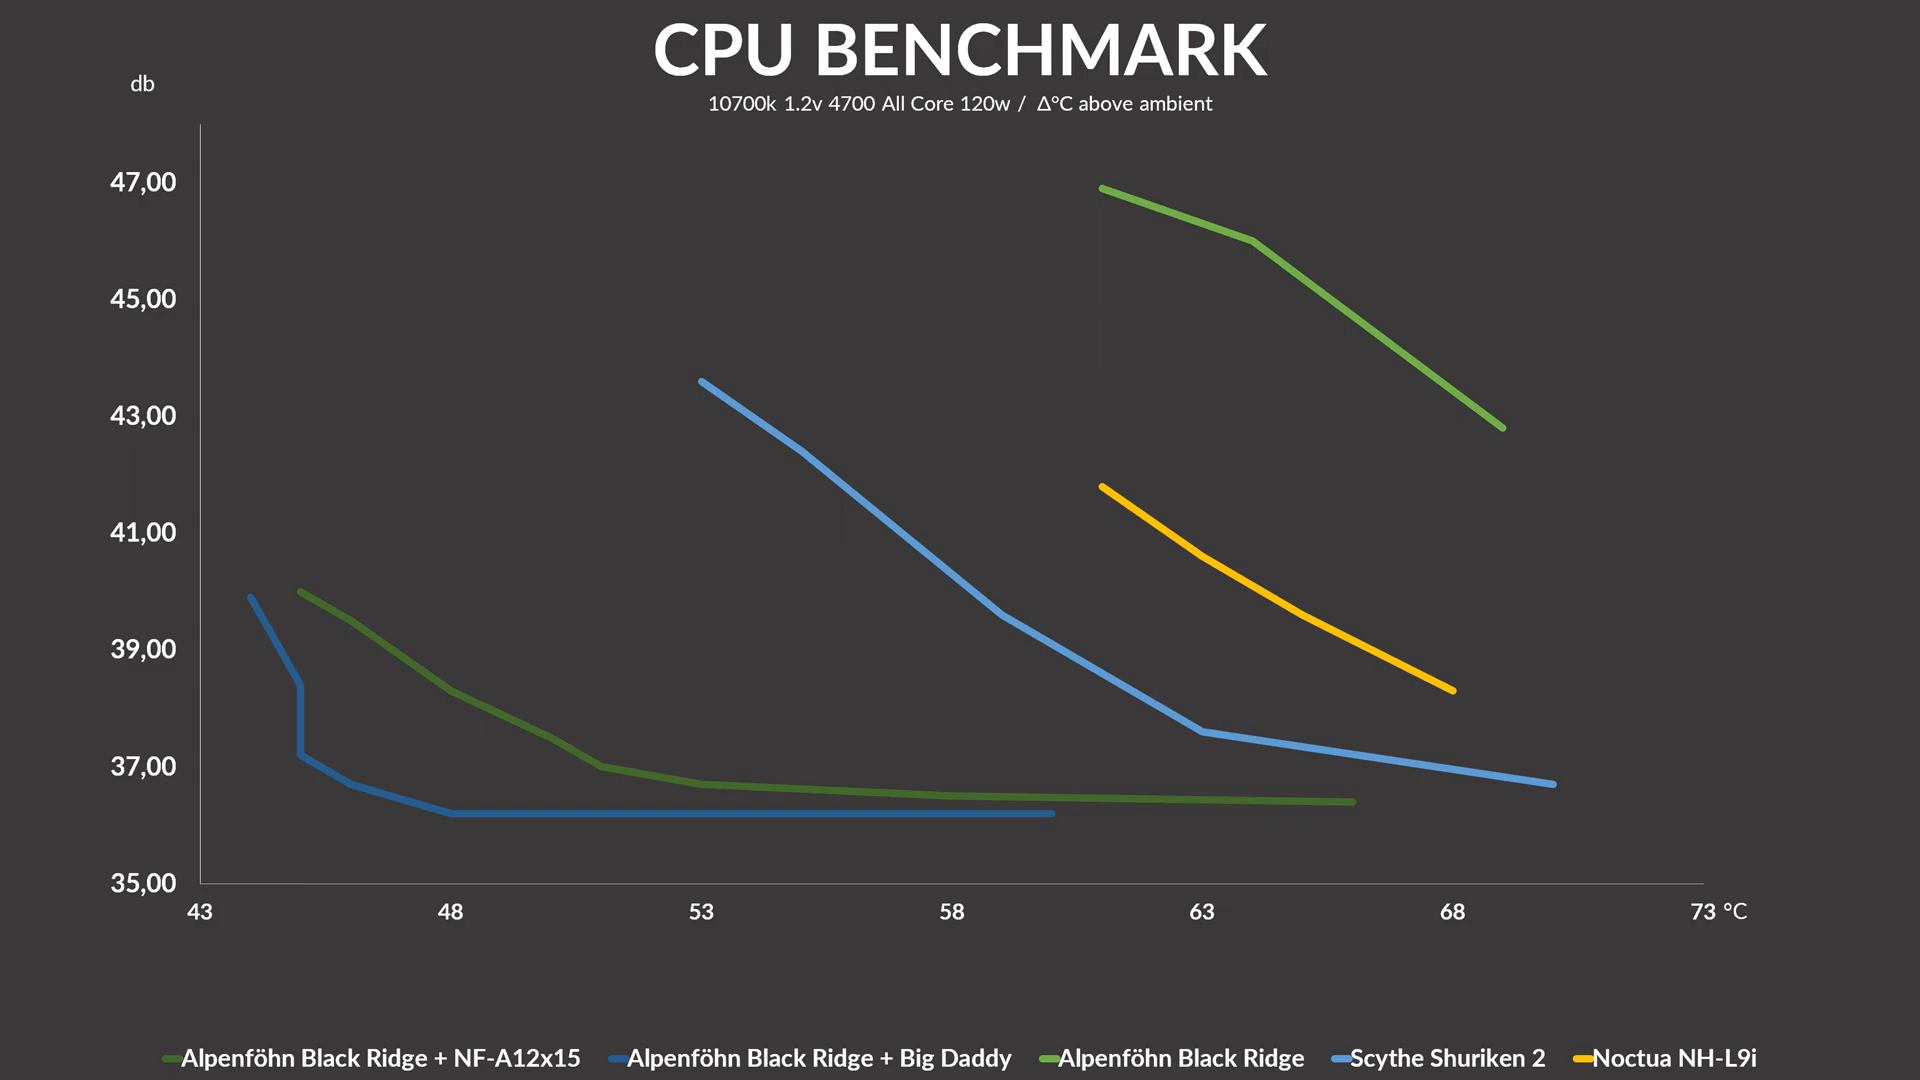 CPU BENCHMARK
db
10700k 1.2v 4700 All Core 120w / Δ°C above ambient
47,00
45,00
43,00
41,00
39,00
37,00
35,00
43 48 53 58 63 68 73 °C
Alpenföhn Black Ridge + NF-A12x15 Alpenföhn Black Ridge + Big Daddy Alpenföhn Black Ridge Scythe Shuriken 2 Noctua NH-L9i